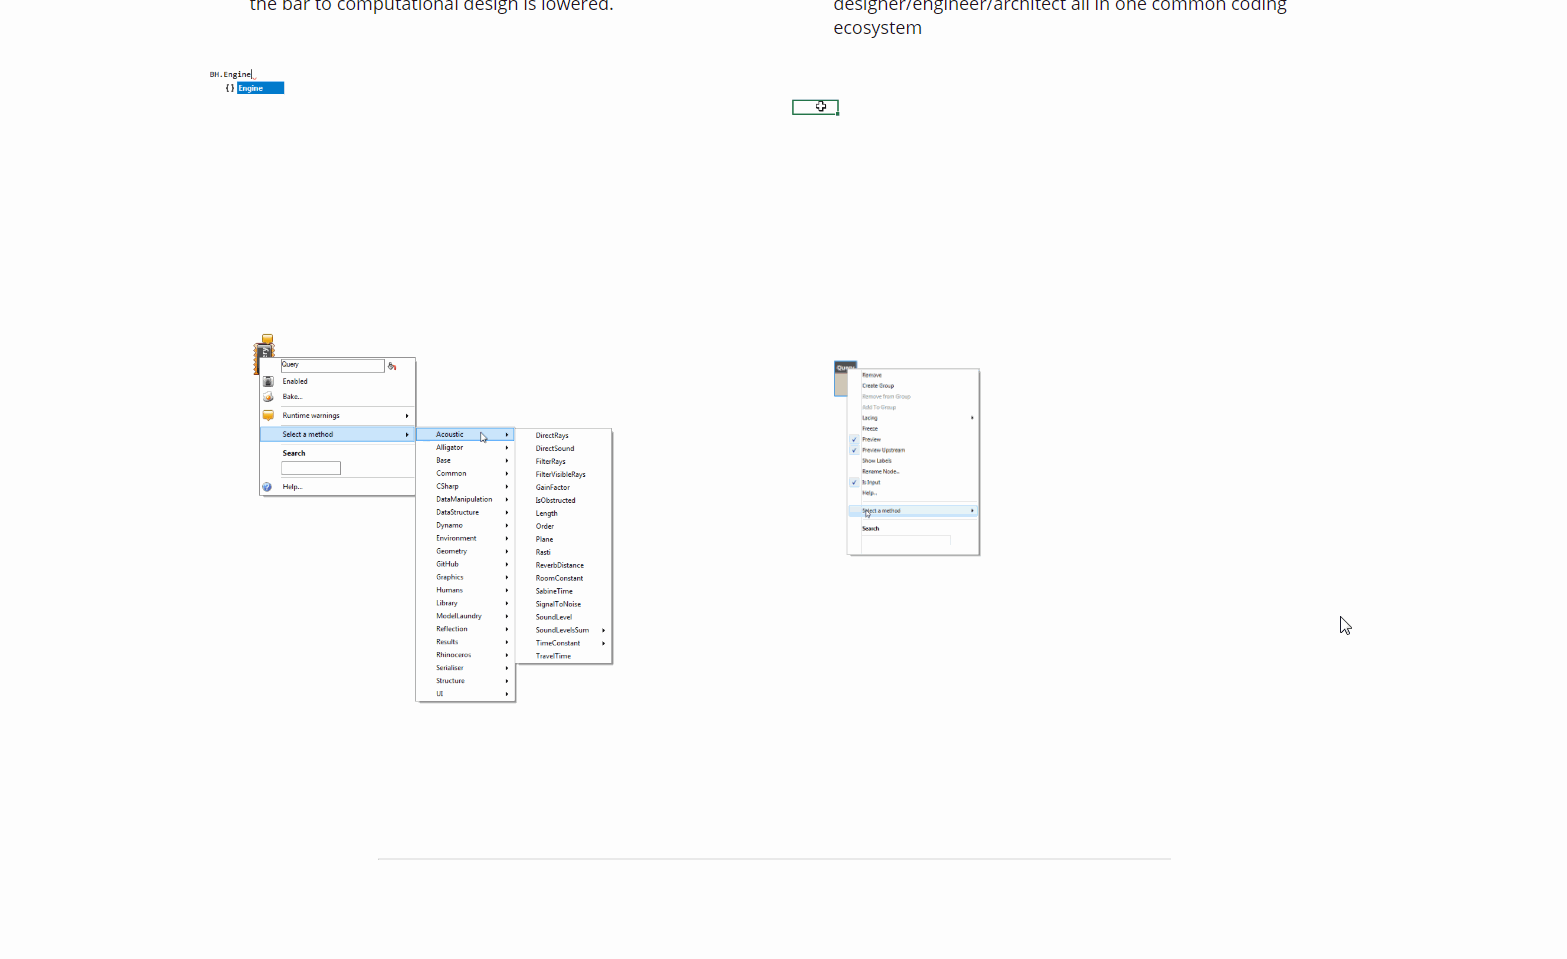 the bar to computational design is lowered.
designer/engineer/architect all in one common coding
ecosystem
BH.Engine
{} Engine
Query
Enabled
Bake...
Runtime warnings
Select a method
Search
Help...
Acoustic
Alligator
Base
Common
CSharp
DataManipulation
DataStructure
Dynamo
Environment
Geometry
GitHub
Graphics
Humans
Library
ModelLaundry
Reflection
Results
Rhinoceros
Serialiser
Structure
UI
DirectRays
DirectSound
FilterRays
FilterVisibleRays
GainFactor
IsObstructed
Length
Order
Plane
Rasti
ReverbDistance
RoomConstant
SabineTime
SignalToNoise
SoundLevel
SoundLevelsSum
TimeConstant
TravelTime
Query
Remove
Create Group
Remove from Group
Add To Group
Lacing
Freeze
Preview
Preview Upstream
Show Labels
Rename Node...
Is Input
Help...
Select a method
Search